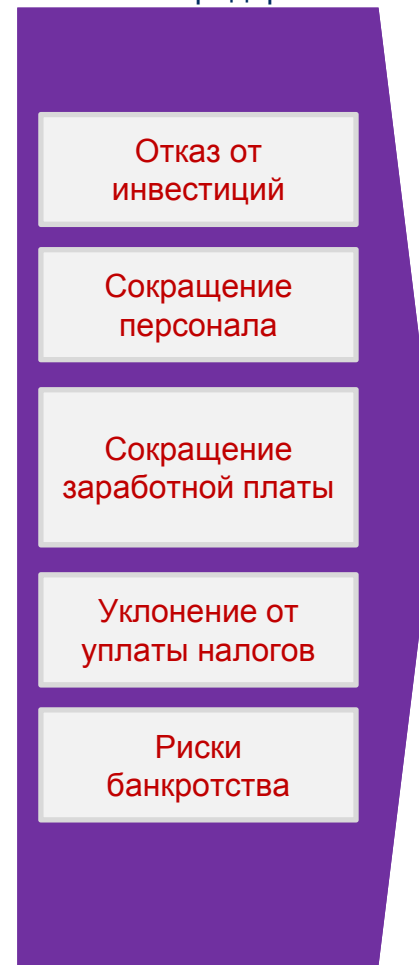 Отказ от
инвестиций
Сокращение
персонала
Сокращение
заработной платы
Уклонение от
уплаты налогов
Риски
банкротства